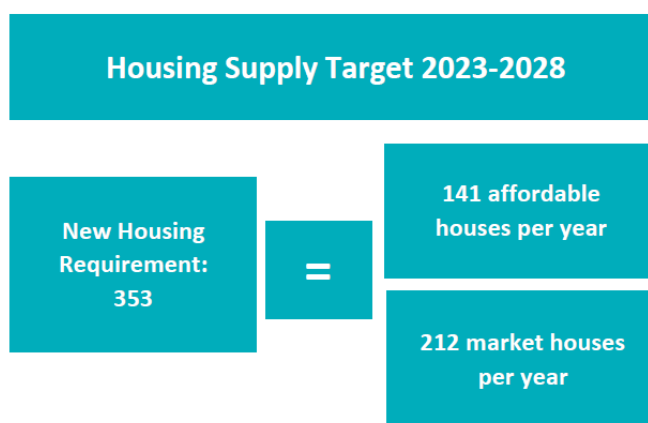 Housing Supply Target 2023-2028
New Housing
Requirement:
353
=
141 affordable
houses per year
212 market houses
per year